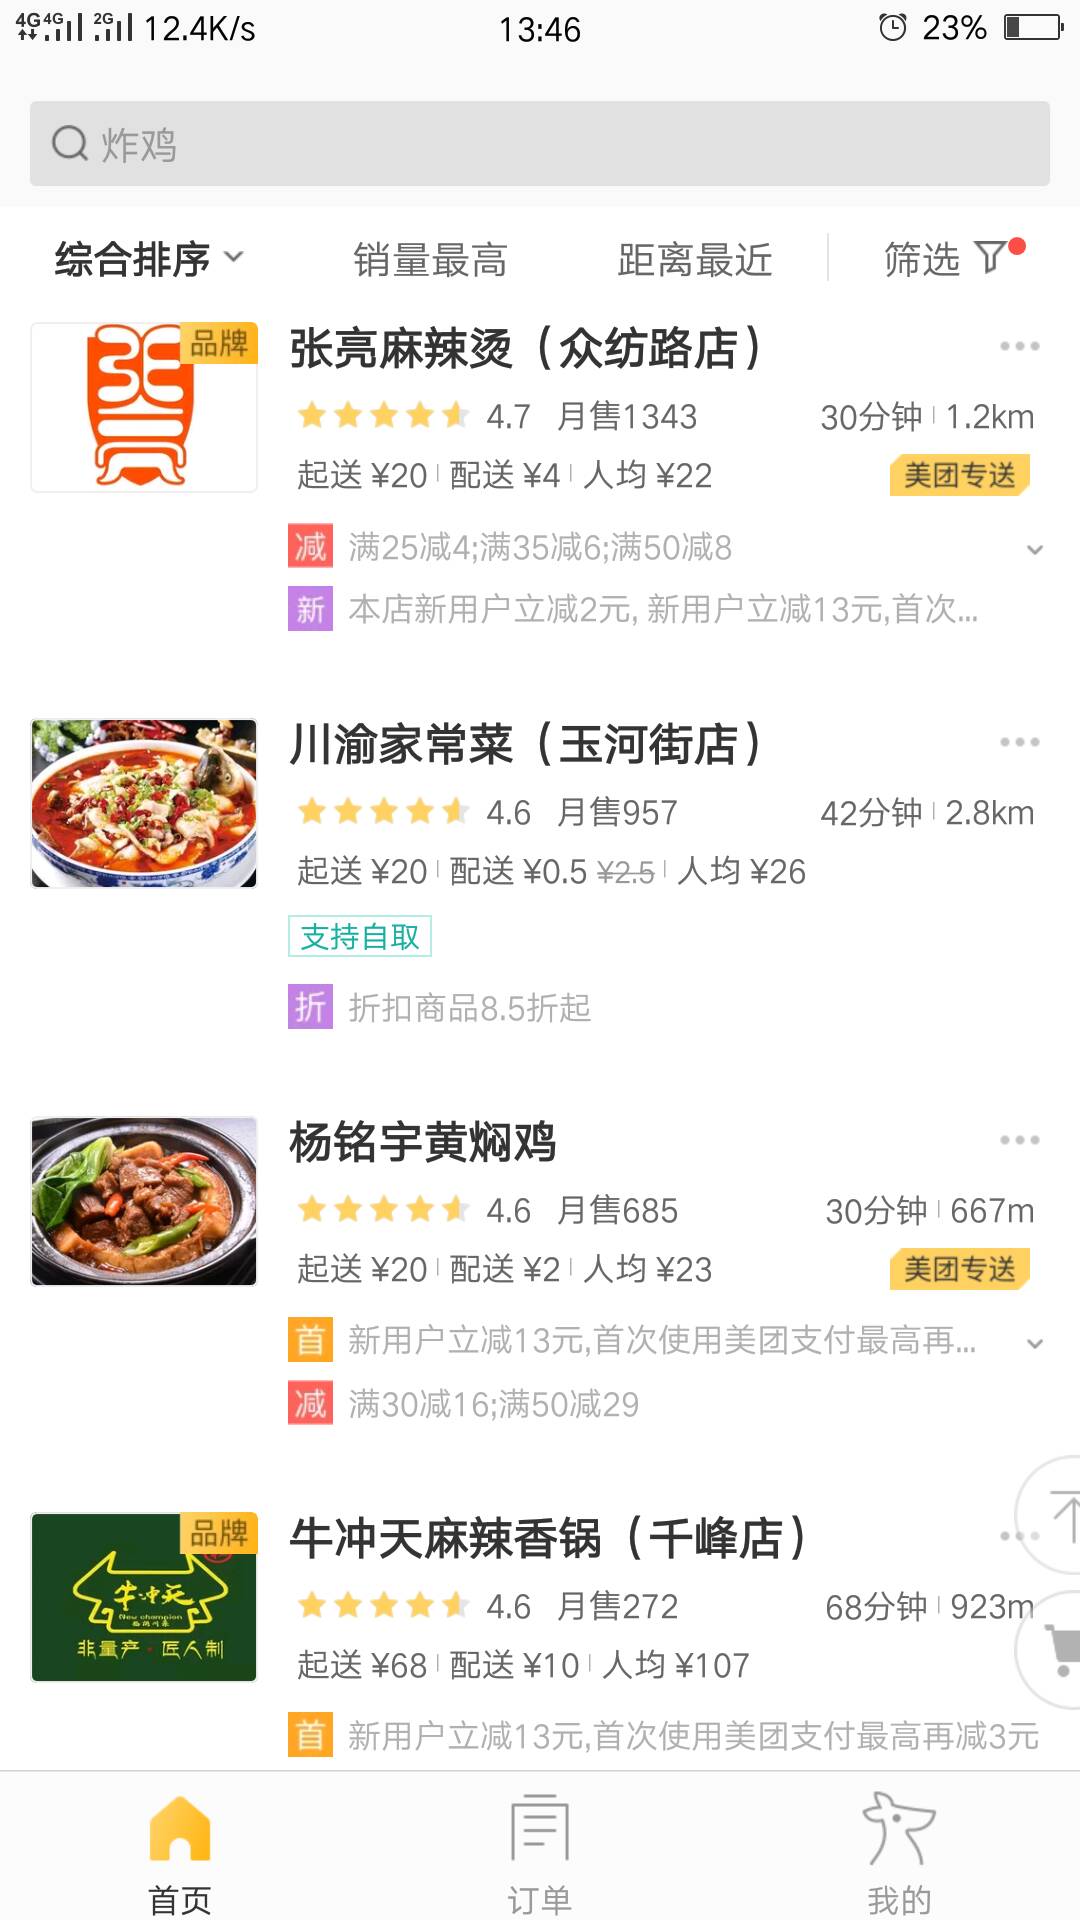 4G 4G 2G 12.4K/s 13:46 23%
炸鸡
综合排序 销量最高 距离最近 筛选
品牌
张亮麻辣烫（众纺路店）
4.7 月售1343 30分钟 1.2km
起送 ¥20 配送 ¥4 人均 ¥22 美团专送
减 满25减4;满35减6;满50减8
新 本店新用户立减2元, 新用户立减13元,首次...
川渝家常菜（玉河街店）
4.6 月售957 42分钟 2.8km
起送 ¥20 配送 ¥0.5 ¥2.5 人均 ¥26
支持自取
折 折扣商品8.5折起
杨铭宇黄焖鸡
4.6 月售685 30分钟 667m
起送 ¥20 配送 ¥2 人均 ¥23 美团专送
首 新用户立减13元,首次使用美团支付最高再...
减 满30减16;满50减29
品牌
牛冲天
New champion
非量产·匠人制
牛冲天麻辣香锅（千峰店）
4.6 月售272 68分钟 923m
起送 ¥68 配送 ¥10 人均 ¥107
首 新用户立减13元,首次使用美团支付最高再减3元
首页 订单 我的